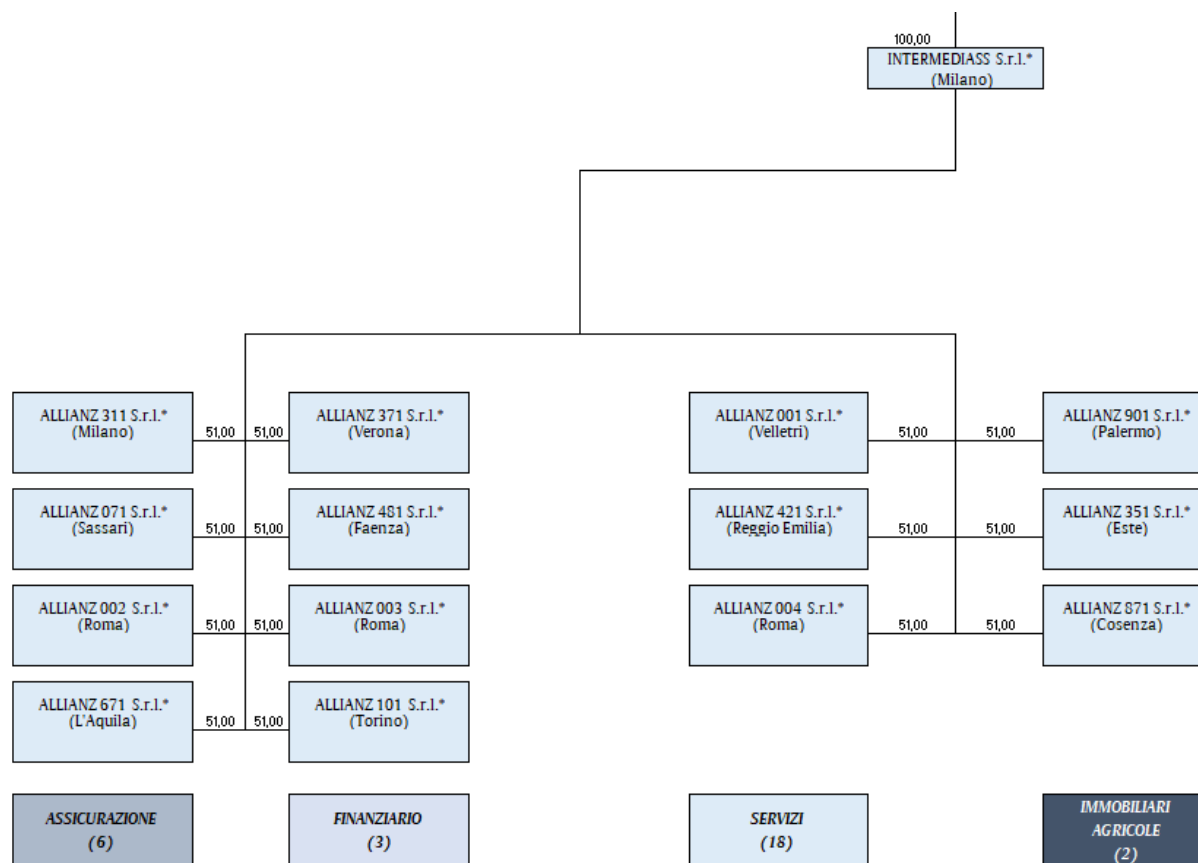 100,00
INTERMEDIASS S.r.l.*
(Milano)
ALLIANZ 311 S.r.l.*
(Milano)
51,00
51,00
ALLIANZ 371 S.r.l.*
(Verona)
ALLIANZ 001 S.r.l.*
(Velletri)
51,00
51,00
ALLIANZ 901 S.r.l.*
(Palermo)
ALLIANZ 071 S.r.l.*
(Sassari)
51,00
51,00
ALLIANZ 481 S.r.l.*
(Faenza)
ALLIANZ 421 S.r.l.*
(Reggio Emilia)
51,00
51,00
ALLIANZ 351 S.r.l.*
(Este)
ALLIANZ 002 S.r.l.*
(Roma)
51,00
51,00
ALLIANZ 003 S.r.l.*
(Roma)
ALLIANZ 004 S.r.l.*
(Roma)
51,00
51,00
ALLIANZ 871 S.r.l.*
(Cosenza)
ALLIANZ 671 S.r.l.*
(L'Aquila)
51,00
51,00
ALLIANZ 101 S.r.l.*
(Torino)
ASSICURAZIONE
(6)
FINANZIARIO
(3)
SERVIZI
(18)
IMMOBILIARI
AGRICOLE
(2)